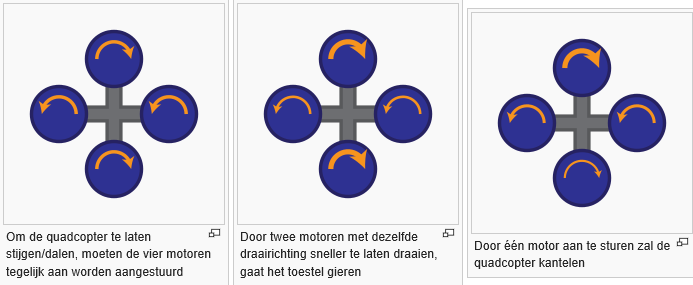 Om de quadcopter te laten
stijgen/dalen, moeten de vier motoren
tegelijk aan worden aangestuurd
Door twee motoren met dezelfde
draairichting sneller te laten draaien,
gaat het toestel gieren
Door één motor aan te sturen zal de
quadcopter kantelen